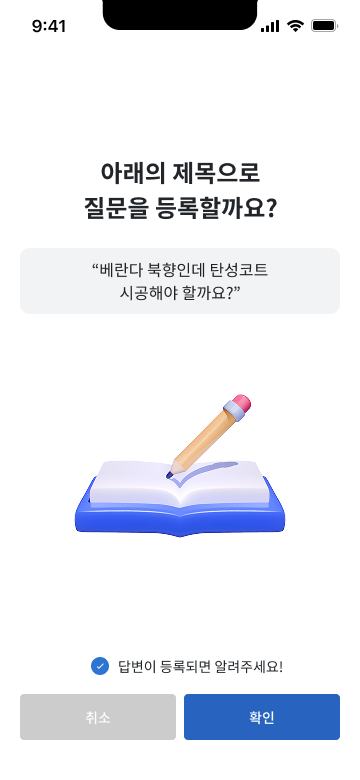 9:41
아래의 제목으로
질문을 등록할까요?
“베란다 북향인데 탄성코트
시공해야 할까요?”
답변이 등록되면 알려주세요!
취소
확인